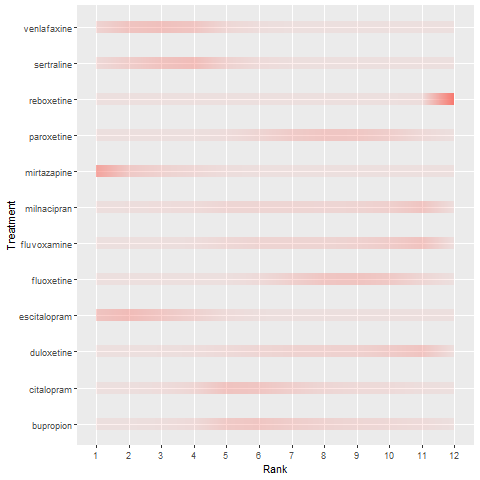 venlafaxine
sertraline
reboxetine
paroxetine
mirtazapine
milnacipran
fluvoxamine
fluoxetine
escitalopram
duloxetine
citalopram
bupropion
Treatment
1 2 3 4 5 6 7 8 9 10 11 12
Rank